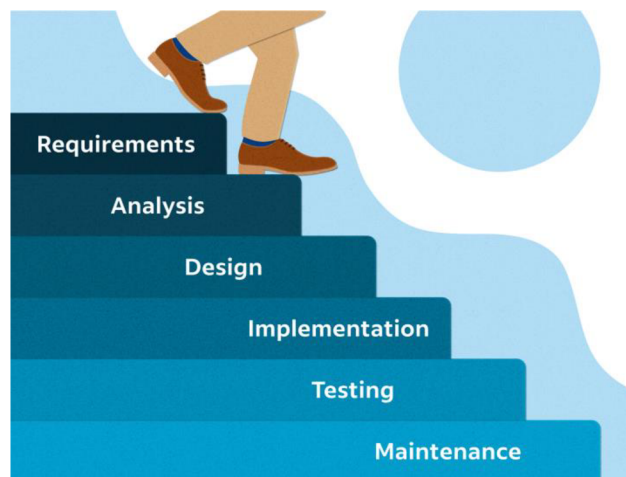 Requirements
Analysis
Design
Implementation
Testing
Maintenance